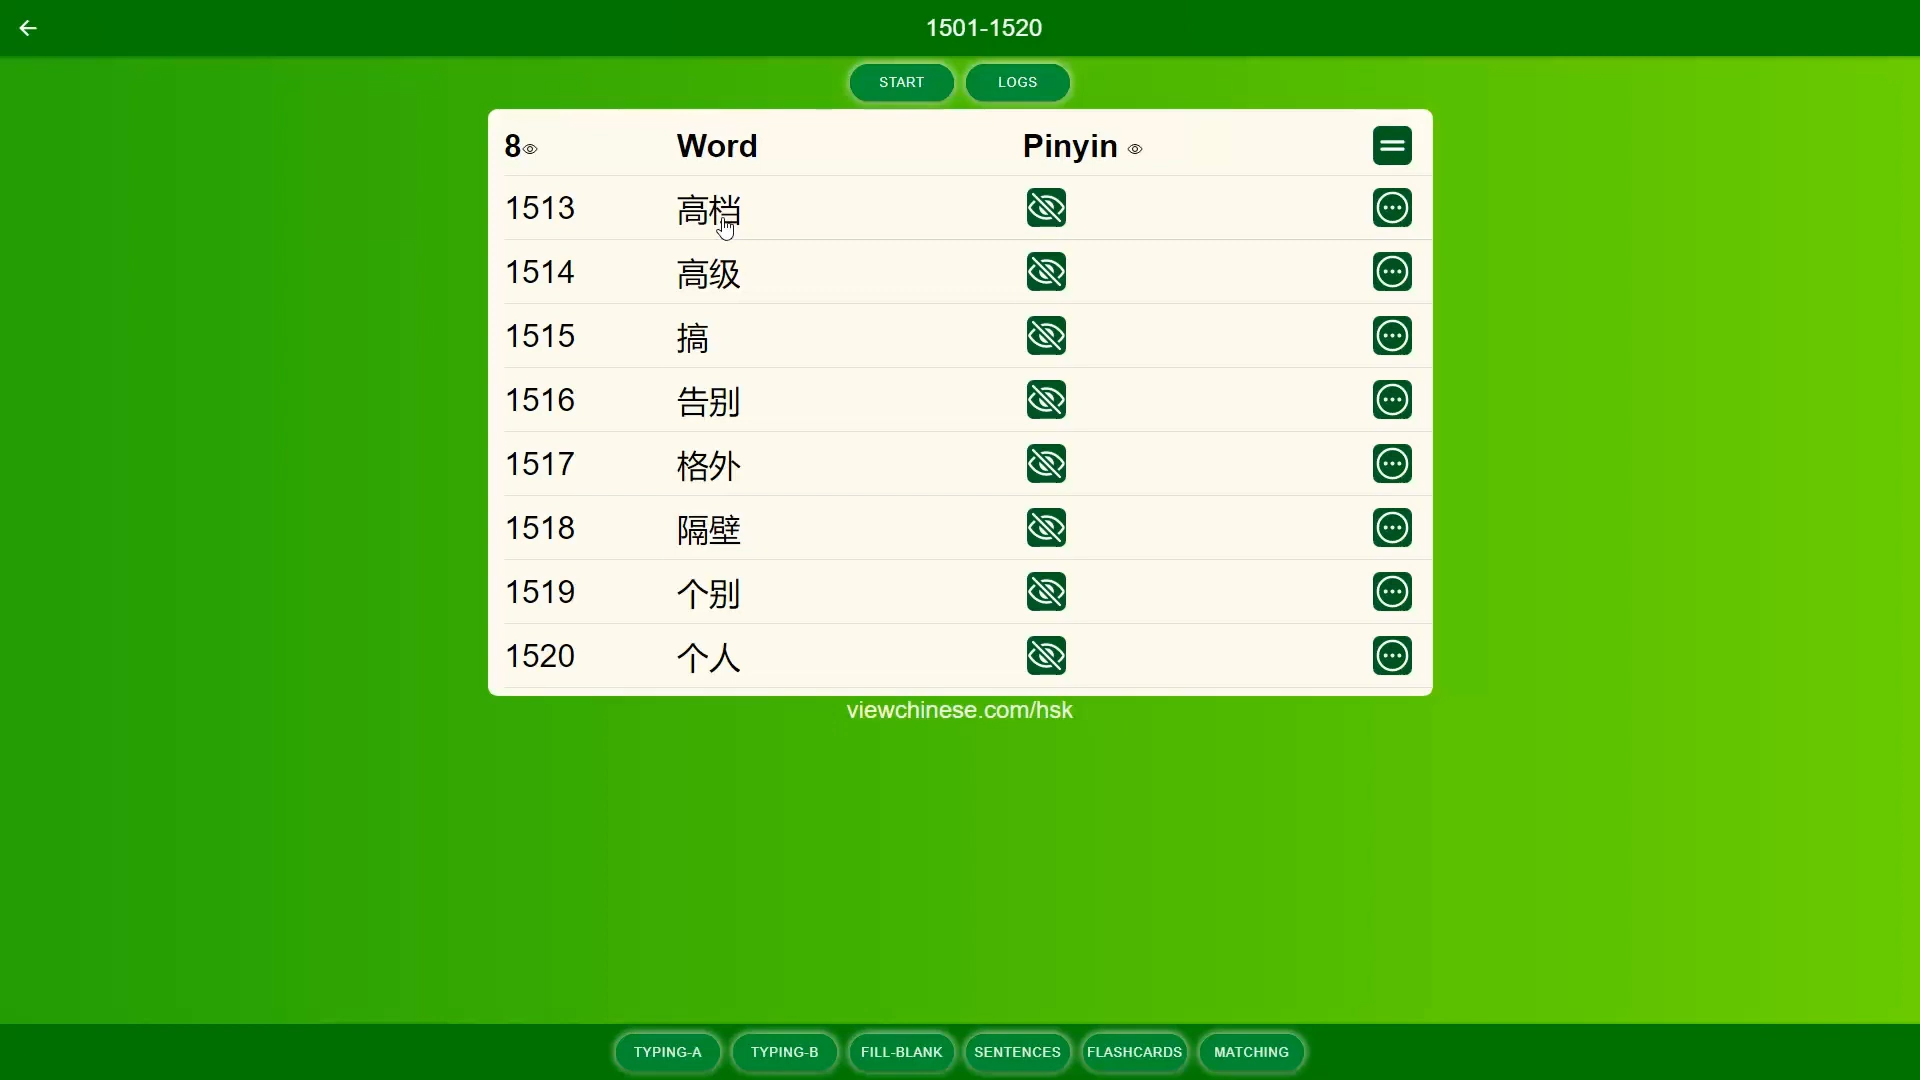 1501-1520
START LOGS
8 Word Pinyin
1513 高档
1514 高级
1515 搞
1516 告别
1517 格外
1518 隔壁
1519 个别
1520 个人
viewchinese.com/hsk
TYPING-A TYPING-B FILL-BLANK SENTENCES FLASHCARDS MATCHING